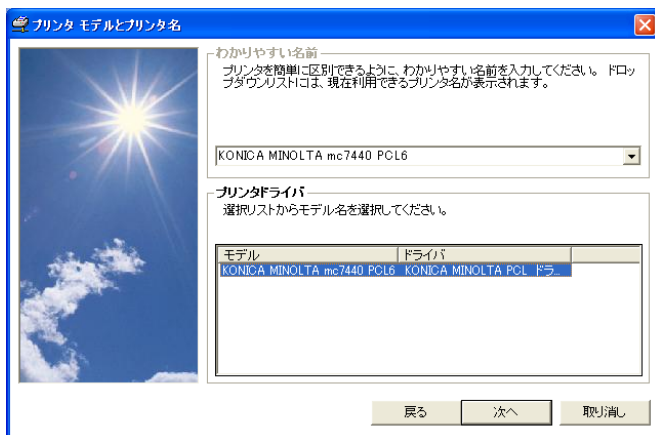 プリンタ モデルとプリンタ名
わかりやすい名前
プリンタを簡単に区別できるように、わかりやすい名前を入力してください。 ドロッ
プダウンリストには、現在利用できるプリンタ名が表示されます。
KONICA MINOLTA mc7440 PCL6
プリンタドライバ
選択リストからモデル名を選択してください。
モデル ドライバ
KONICA MINOLTA mc7440 PCL6 KONICA MINOLTA PCL ドラ...
戻る 次へ 取り消し